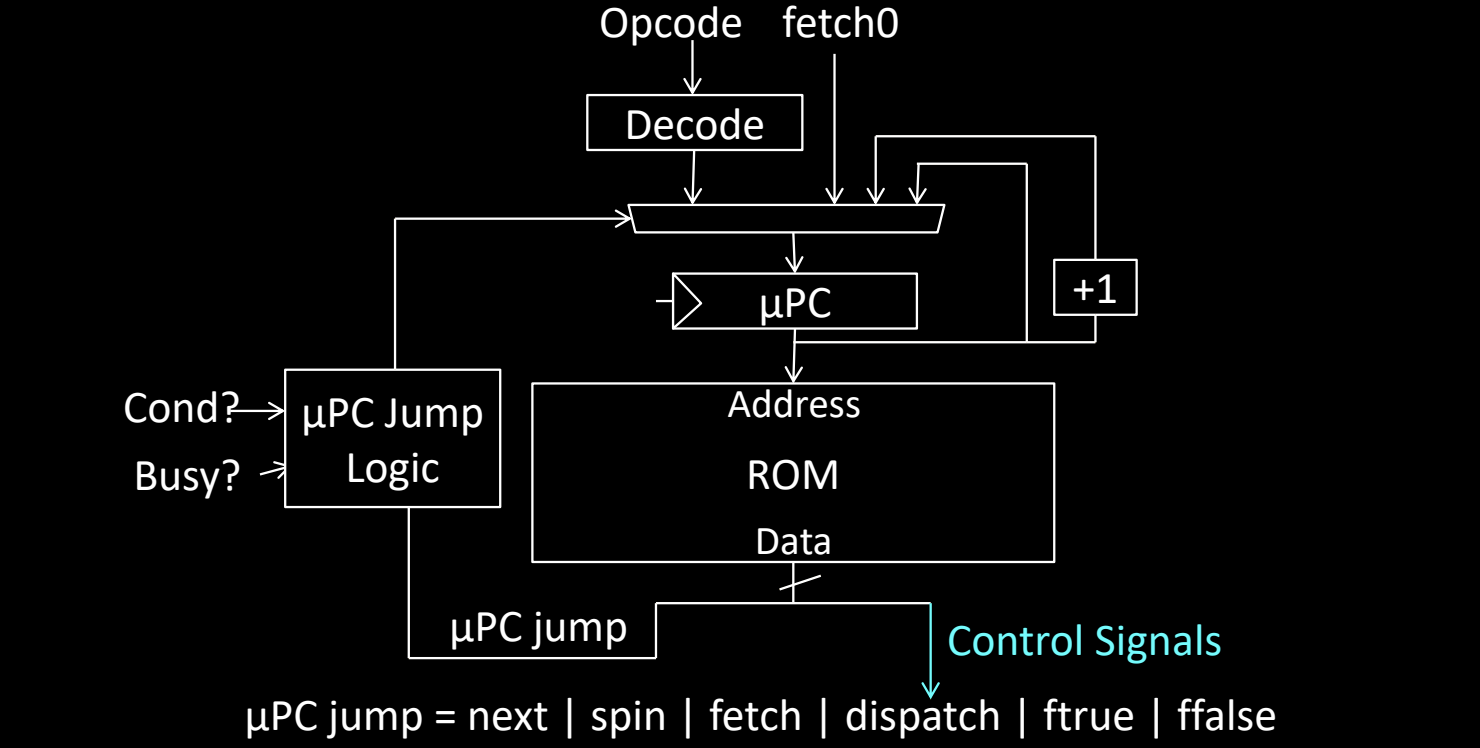 Opcode fetch0
Decode
+1
μPC
Cond?
μPC Jump
Logic
Busy?
Address
ROM
Data
μPC jump
Control Signals
μPC jump = next | spin | fetch | dispatch | ftrue | ffalse